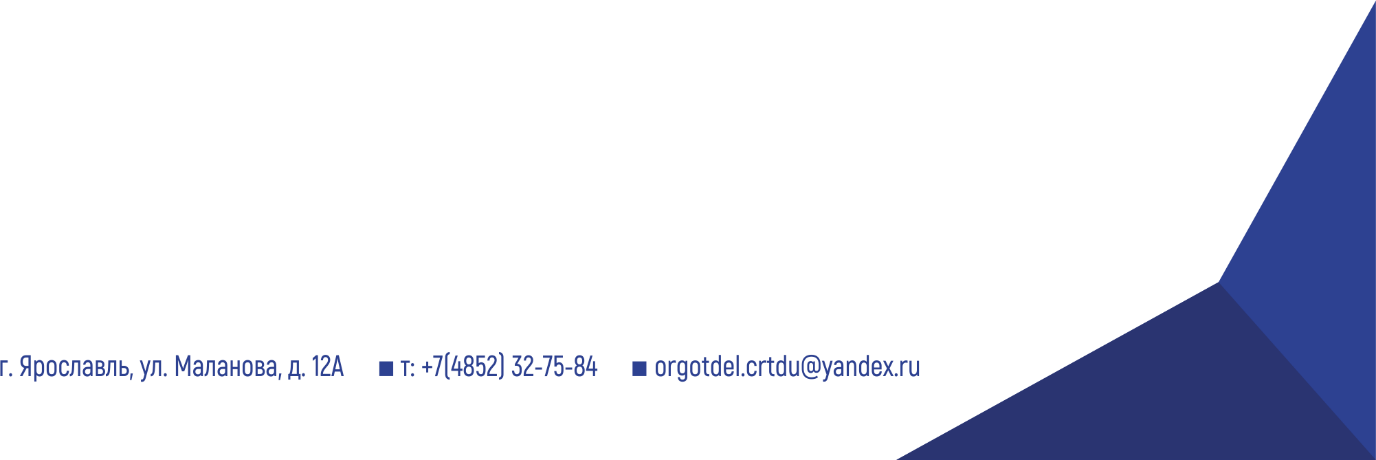 г. Ярославль, ул. Маланова, д. 12А ■ т: +7(4852) 32-75-84 ■ orgotdel.crtdu@yandex.ru